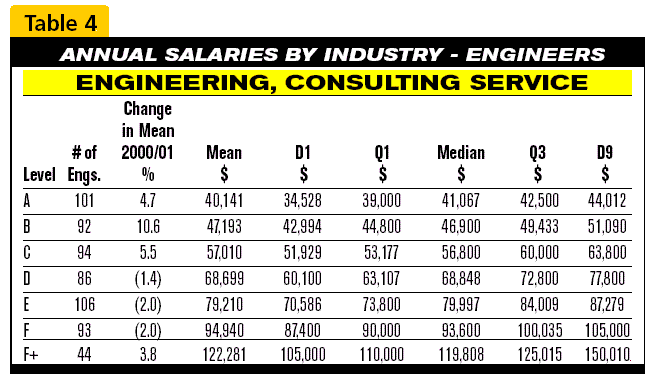 Table 4
ANNUAL SALARIES BY INDUSTRY - ENGINEERS
ENGINEERING, CONSULTING SERVICE
Change
in Mean
# of 2000/01 Mean D1 Q1 Median Q3 D9
Level Engs. % $ $ $ $ $ $
A 101 4.7 40,141 34,528 39,000 41,067 42,500 44,012
B 92 10.6 47,193 42,994 44,800 46,900 49,433 51,090
C 94 5.5 57,010 51,929 53,177 56,800 60,000 63,800
D 86 (1.4) 68,699 60,100 63,107 68,848 72,800 77,800
E 106 (2.0) 79,210 70,586 73,800 79,997 84,009 87,279
F 93 (2.0) 94,940 87,400 90,000 93,600 100,035 105,000
F+ 44 3.8 122,281 105,000 110,000 119,808 125,015 150,010